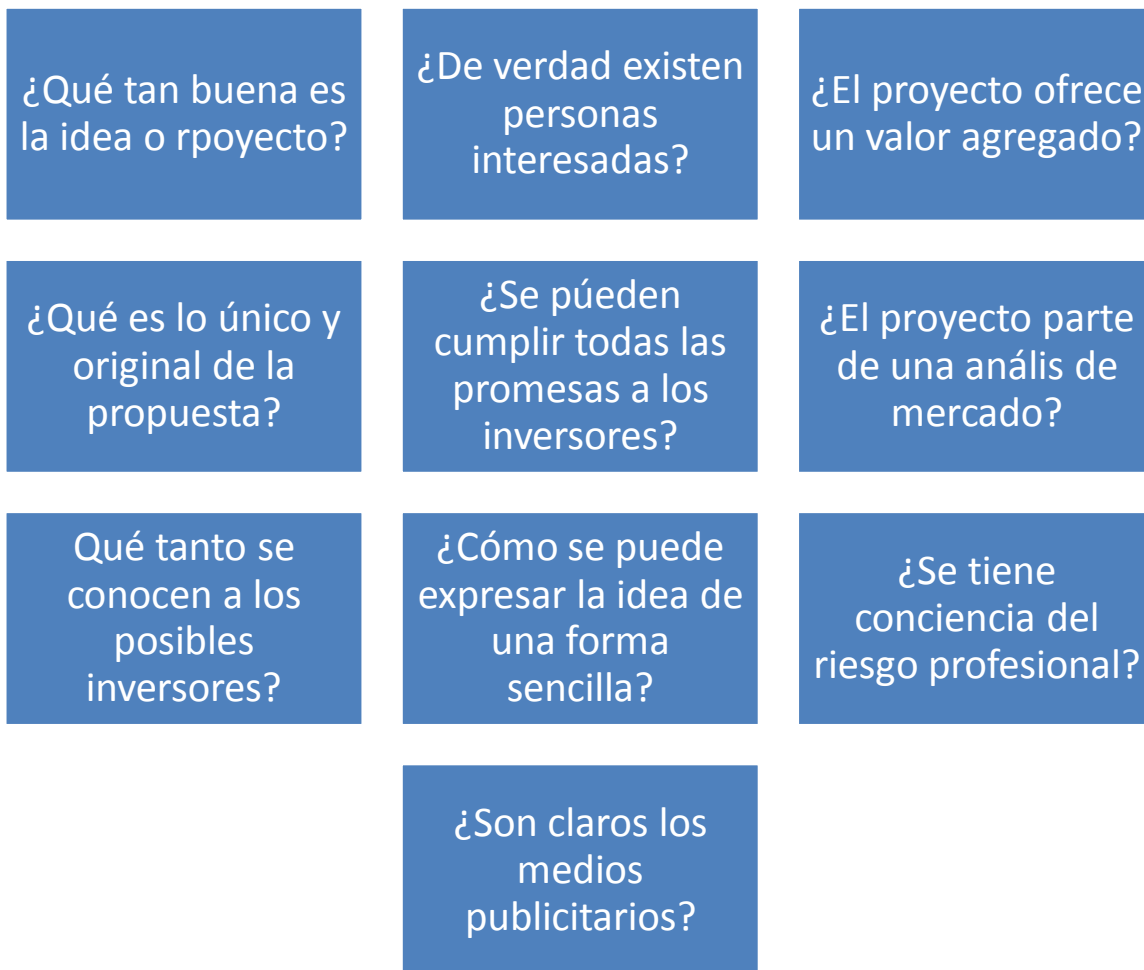 ¿Qué tan buena es
la idea o rpoyecto?
¿De verdad existen
personas
interesadas?
¿El proyecto ofrece
un valor agregado?
¿Qué es lo único y
original de la
propuesta?
¿Se púeden
cumplir todas las
promesas a los
inversores?
¿El proyecto parte
de una anális de
mercado?
Qué tanto se
conocen a los
posibles
inversores?
¿Cómo se puede
expresar la idea de
una forma
sencilla?
¿Se tiene
conciencia del
riesgo profesional?
¿Son claros los
medios
publicitarios?